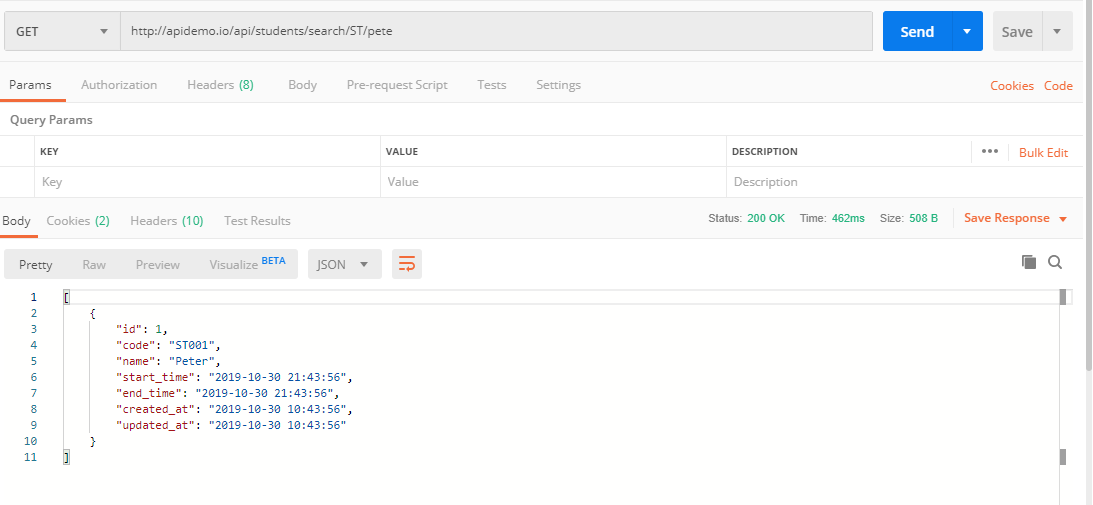 GET http://apidemo.io/api/students/search/ST/pete Send Save
Params Authorization Headers (8) Body Pre-request Script Tests Settings Cookies Code
Query Params
KEY VALUE DESCRIPTION ••• Bulk Edit
Key Value Description
Body Cookies (2) Headers (10) Test Results Status: 200 OK Time: 462ms Size: 508 B Save Response
Pretty Raw Preview Visualize BETA JSON
1 [
2 {
3 "id": 1,
4 "code": "ST001",
5 "name": "Peter",
6 "start_time": "2019-10-30 21:43:56",
7 "end_time": "2019-10-30 21:43:56",
8 "created_at": "2019-10-30 10:43:56",
9 "updated_at": "2019-10-30 10:43:56"
10 }
11 ]